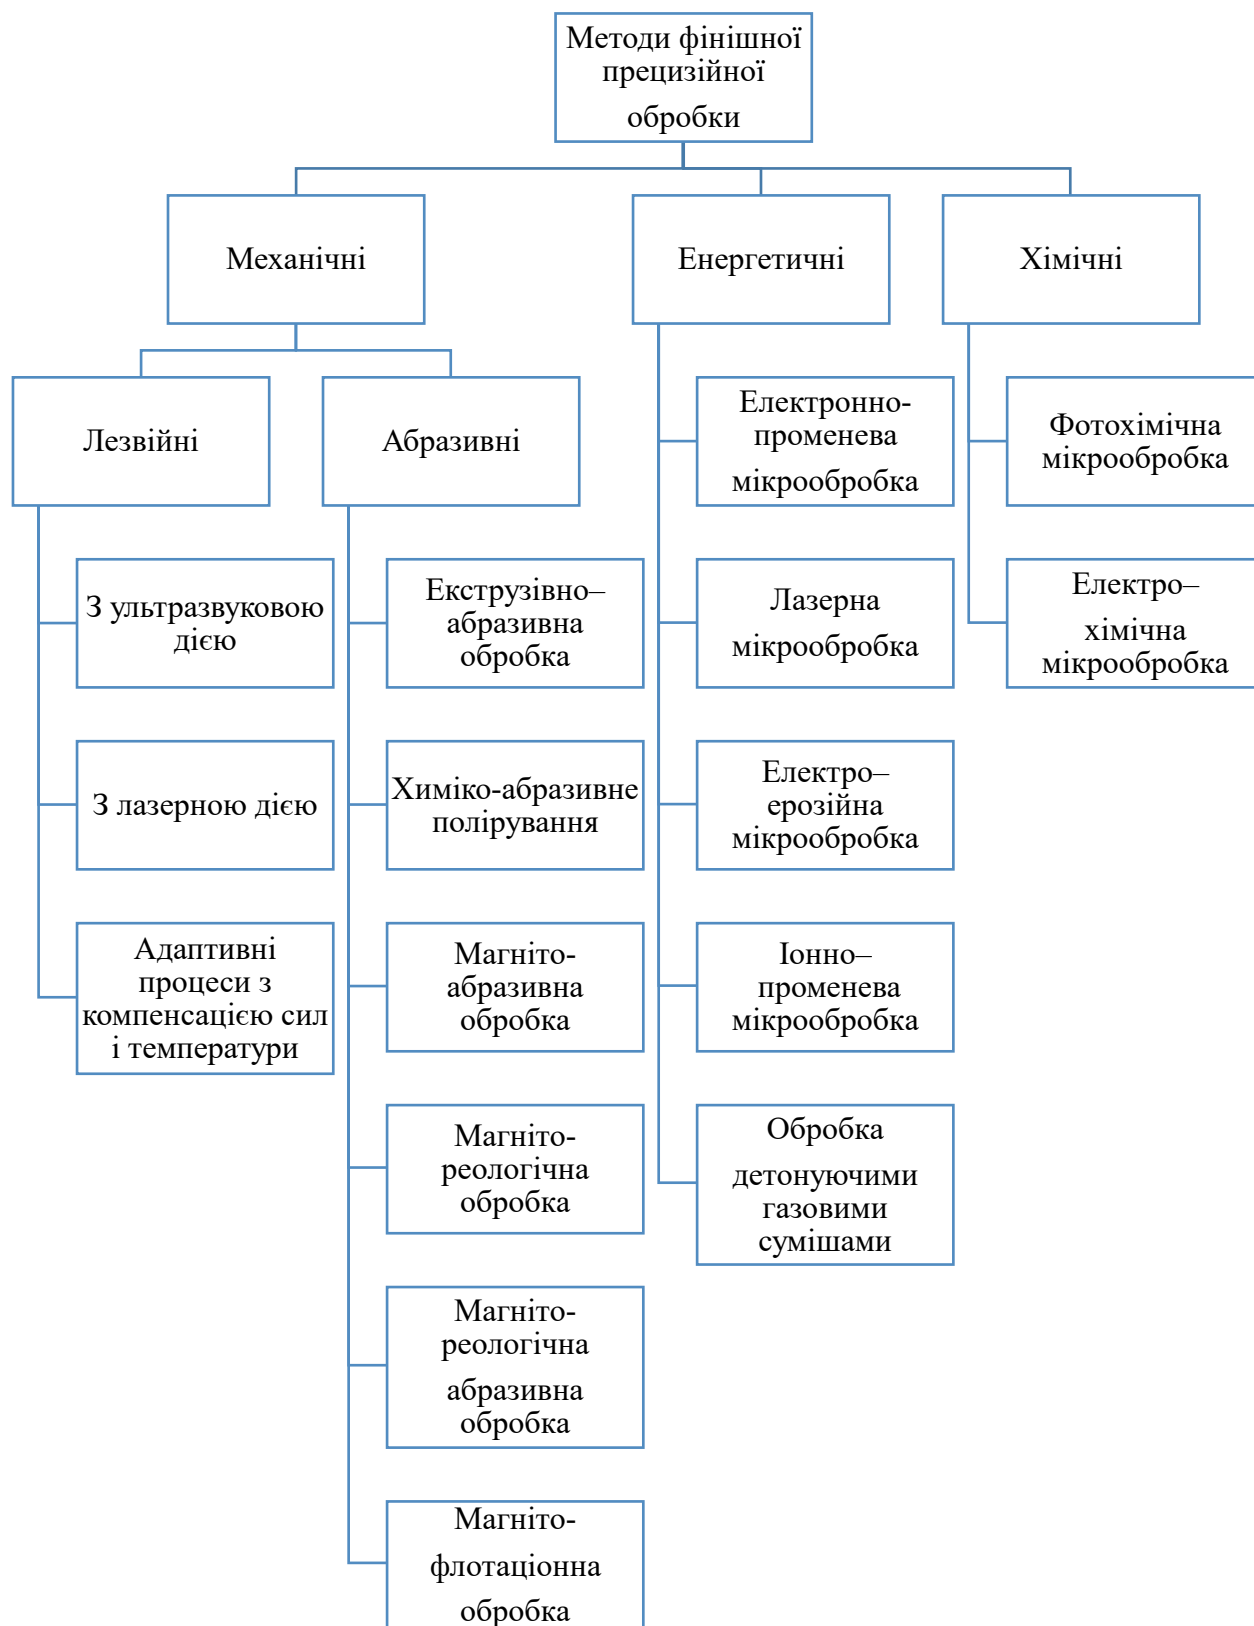 Методи фінішної
прецизійної
обробки
Механічні
Енергетичні
Хімічні
Лезвійні
Абразивні
Електронно-
променева
мікрообробка
Фотохімічна
мікрообробка
З ультразвуковою
дією
Екструзівно–
абразивна
обробка
Лазерна
мікрообробка
Електро–
хімічна
мікрообробка
З лазерною дією
Химіко-абразивне
полірування
Електро–
ерозійна
мікрообробка
Адаптивні
процеси з
компенсацією сил
і температури
Магніто-
абразивна
обробка
Іонно–
променева
мікрообробка
Магніто-
реологічна
обробка
Обробка
детонуючими
газовими
сумішами
Магніто-
реологічна
абразивна
обробка
Магніто-
флотаціонна
обробка